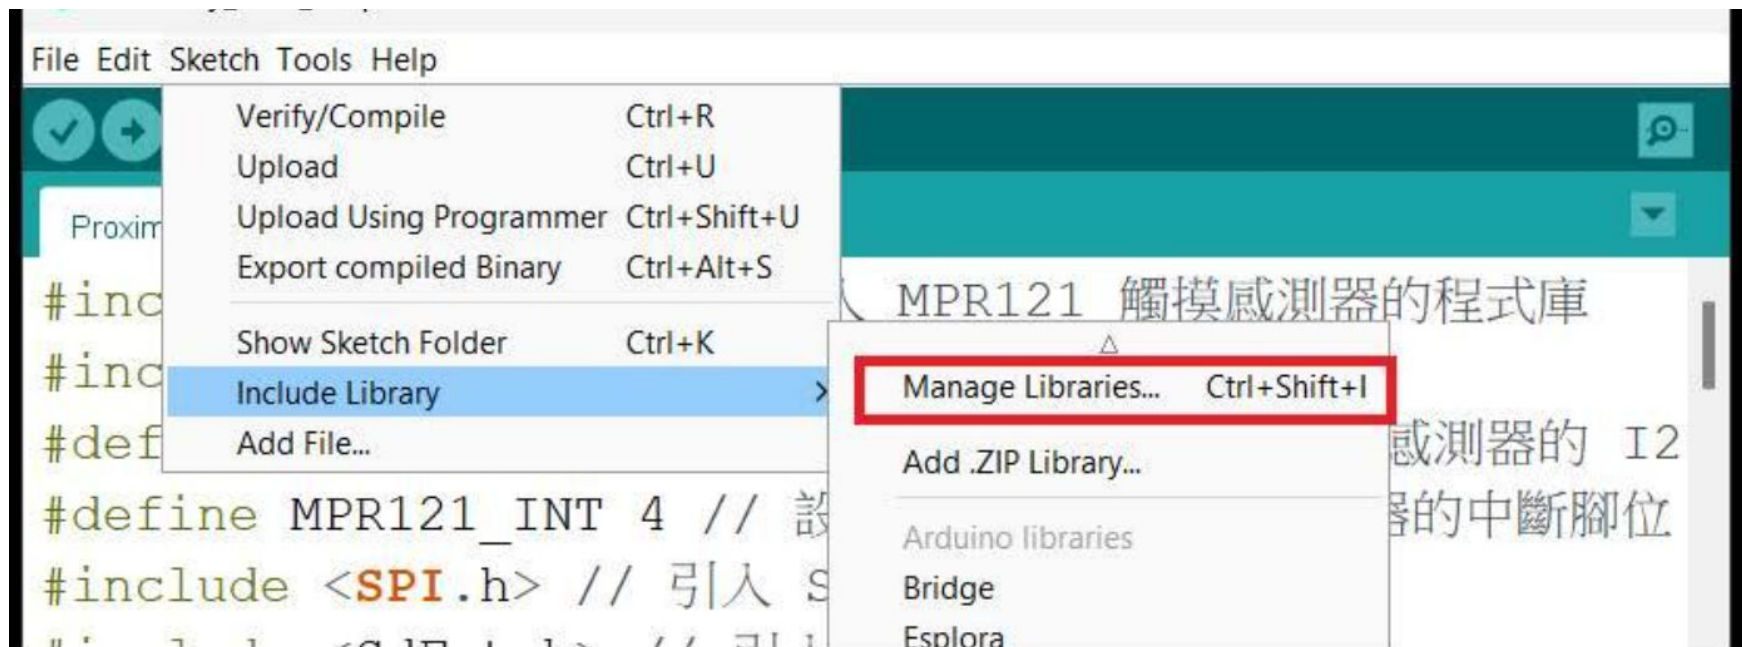 File Edit Sketch Tools Help
Verify/Compile Ctrl+R
Upload Ctrl+U
Upload Using Programmer Ctrl+Shift+U
Export compiled Binary Ctrl+Alt+S
Show Sketch Folder Ctrl+K
Include Library
Add File...
Manage Libraries... Ctrl+Shift+I
Add .ZIP Library...
Arduino libraries
Bridge
Esplora
Proxim
#inc MPR121 觸摸感測器的程式庫
#inc
#def 感測器的 I2
#define MPR121_INT 4 // 設 器的中斷腳位
#include <SPI.h> // 引入 S